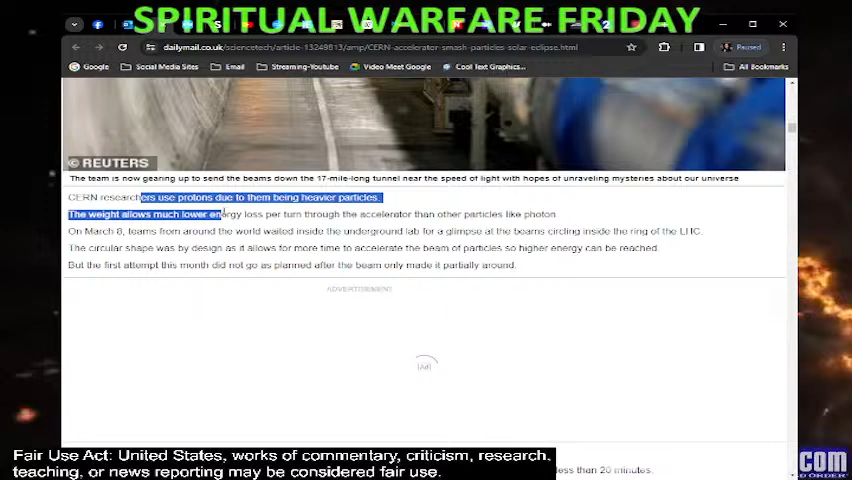 SPIRITUAL WARFARE FRIDAY
dailymail.co.uk/sciencetech/article-13249813/amp/CERN-accelerator-smash-particles-solar-eclipse.html
Paused
Google Social Media Sites Email Streaming-Youtube Video Meet Google Cool Text Graphics... All Bookmarks
© REUTERS
The team is now gearing up to send the beams down the 17-mile-long tunnel near the speed of light with hopes of unraveling mysteries about our universe
CERN researchers use protons due to them being heavier particles.
The weight allows much lower energy loss per turn through the accelerator than other particles like photon.
On March 8, teams from around the world waited inside the underground lab for a glimpse at the beams circling inside the ring of the LHC.
The circular shape was by design as it allows for more time to accelerate the beam of particles so higher energy can be reached.
But the first attempt this month did not go as planned after the beam only made it partially around.
ADVERTISEMENT
(Ad)
less than 20 minutes.
Fair Use Act: United States, works of commentary, criticism, research,
teaching, or news reporting may be considered fair use.
COM